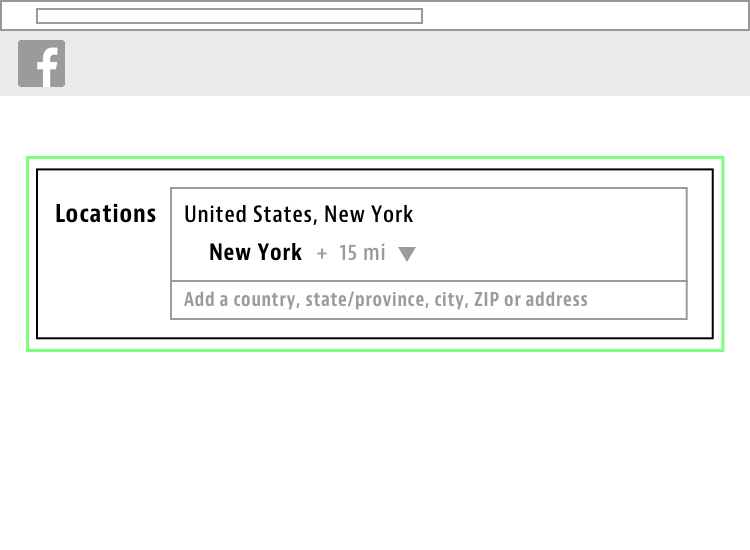 Locations
United States, New York
New York + 15 mi ▼
Add a country, state/province, city, ZIP or address